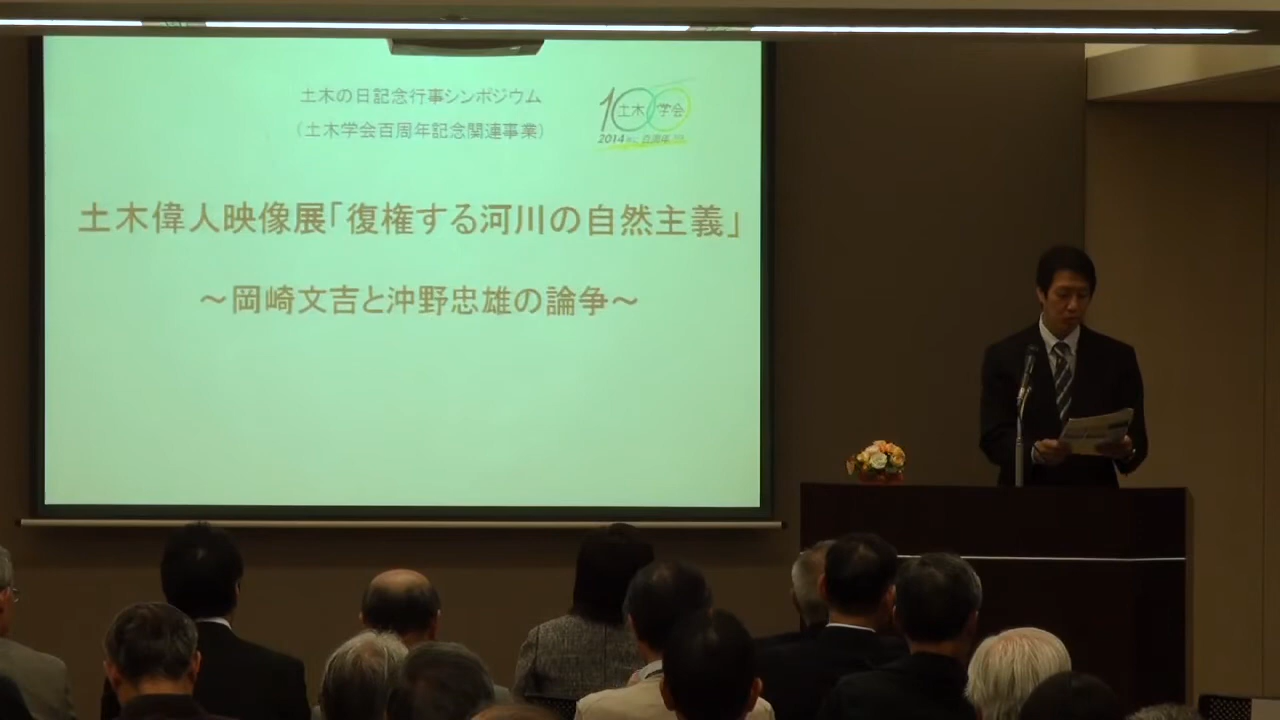 土木の日記念行事シンポジウム
（土木学会百周年記念関連事業）
100
土木 学会
2014
土木偉人映像展「復権する河川の自然主義」
～岡崎文吉と沖野忠雄の論争～